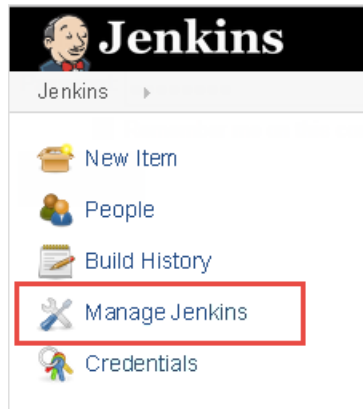 Jenkins
Jenkins
New Item
People
Build History
Manage Jenkins
Credentials